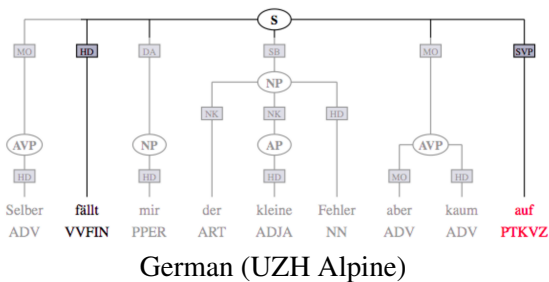 S
MO HD DA SB MO SVP
NP
NK NK HD
AVP NP AP AVP
HD HD HD MO HD
Selber fällt mir der kleine Fehler aber kaum auf
ADV VVFIN PPER ART ADJA NN ADV ADV PTKVZ
German (UZH Alpine)